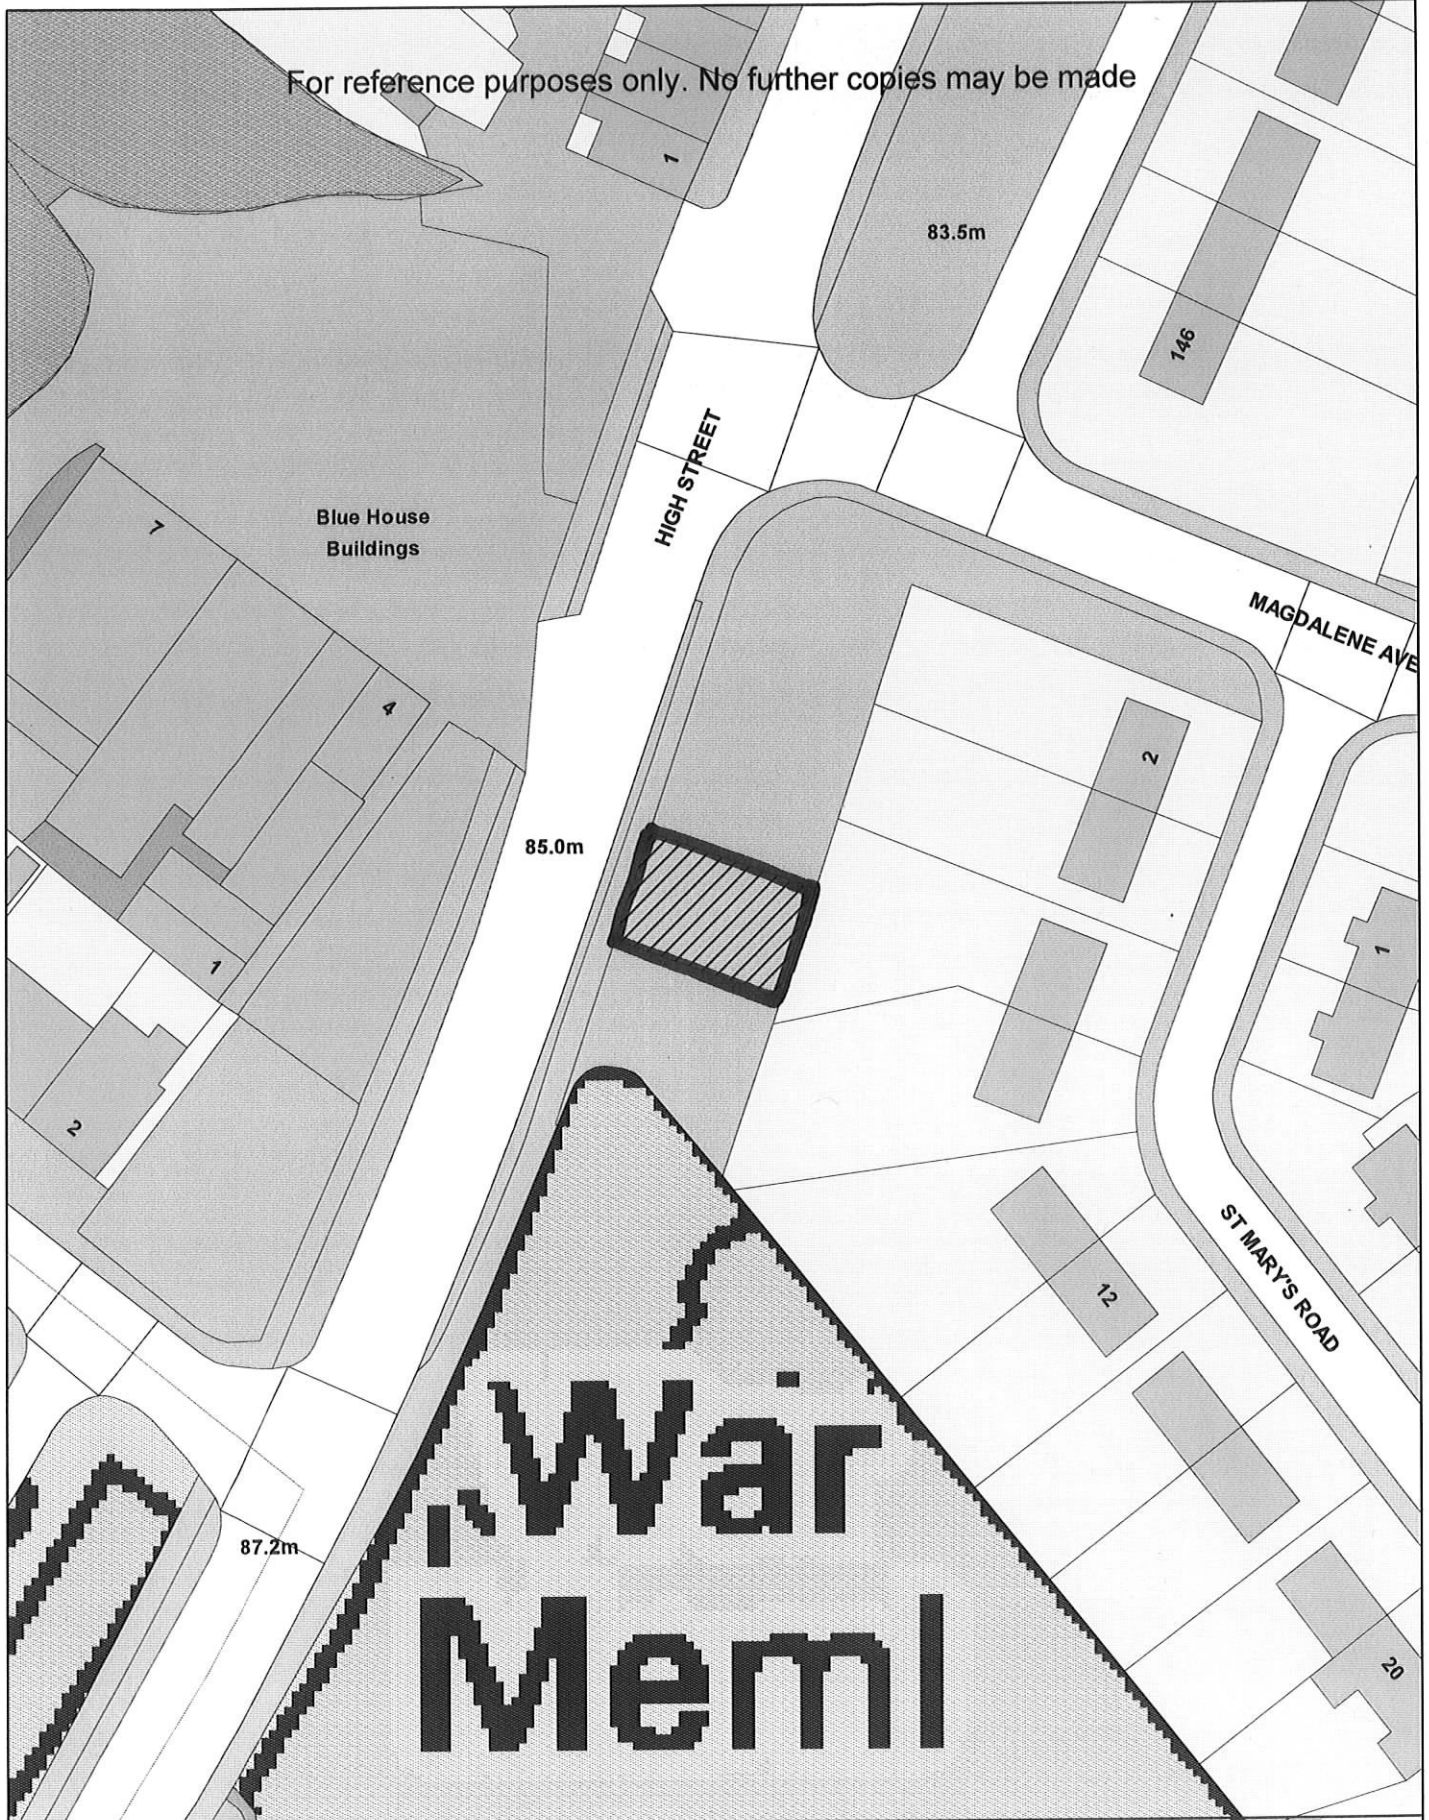 For reference purposes only. No further copies may be made
1
83.5m
146
HIGH STREET
7
Blue House
Buildings
MAGDALENE AVE
4
2
85.0m
1
1
2
ST MARY'S ROAD
12
War
87.2m
Meml
20